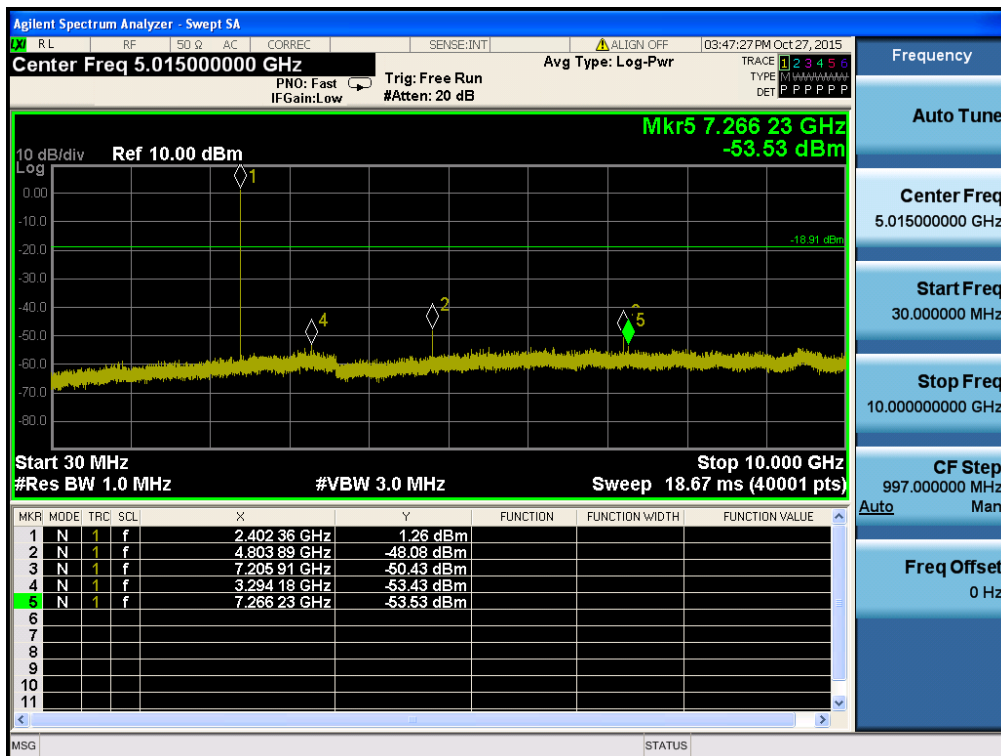 Agilent Spectrum Analyzer - Swept SA
LXI RL RF 50 Ω AC CORREC SENSE:INT ALIGN OFF 03:47:27 PM Oct 27, 2015
Center Freq 5.015000000 GHz
PNO: Fast
IFGain:Low
Trig: Free Run
#Atten: 20 dB
Avg Type: Log-Pwr
TRACE 1 2 3 4 5 6
TYPE M WWWWW
DET P P P P P P
Mkr5 7.266 23 GHz
-53.53 dBm
10 dB/div Ref 10.00 dBm
Log
0.00
-10.0
-20.0
-30.0
-40.0
-50.0
-60.0
-70.0
-80.0
-18.91 dBm
1
4
2
5
Start 30 MHz Stop 10.000 GHz
#Res BW 1.0 MHz #VBW 3.0 MHz Sweep 18.67 ms (40001 pts)
MKR MODE TRC SCL X Y FUNCTION FUNCTION WIDTH FUNCTION VALUE
1 N 1 f 2.402 36 GHz 1.26 dBm
2 N 1 f 4.803 89 GHz -48.08 dBm
3 N 1 f 7.205 91 GHz -50.43 dBm
4 N 1 f 3.294 18 GHz -53.43 dBm
5 N 1 f 7.266 23 GHz -53.53 dBm
6
7
8
9
10
11
MSG STATUS
Frequency
Auto Tune
Center Freq
5.015000000 GHz
Start Freq
30.000000 MHz
Stop Freq
10.000000000 GHz
CF Step
997.000000 MHz
Auto Man
Freq Offset
0 Hz